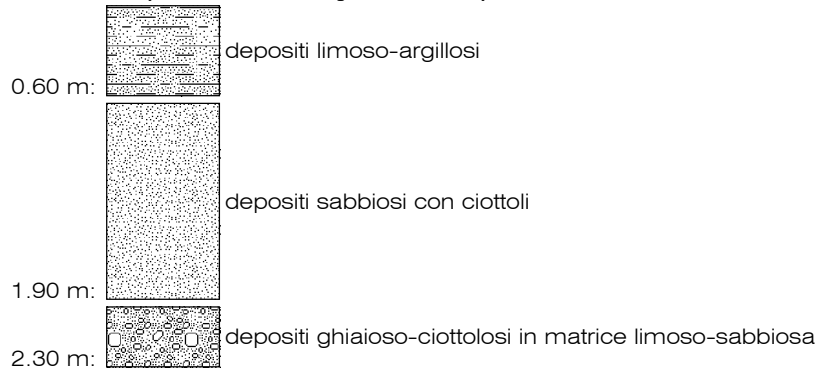 depositi limoso-argillosi
0.60 m:
depositi sabbiosi con ciottoli
1.90 m:
depositi ghiaioso-ciottolosi in matrice limoso-sabbiosa
2.30 m: